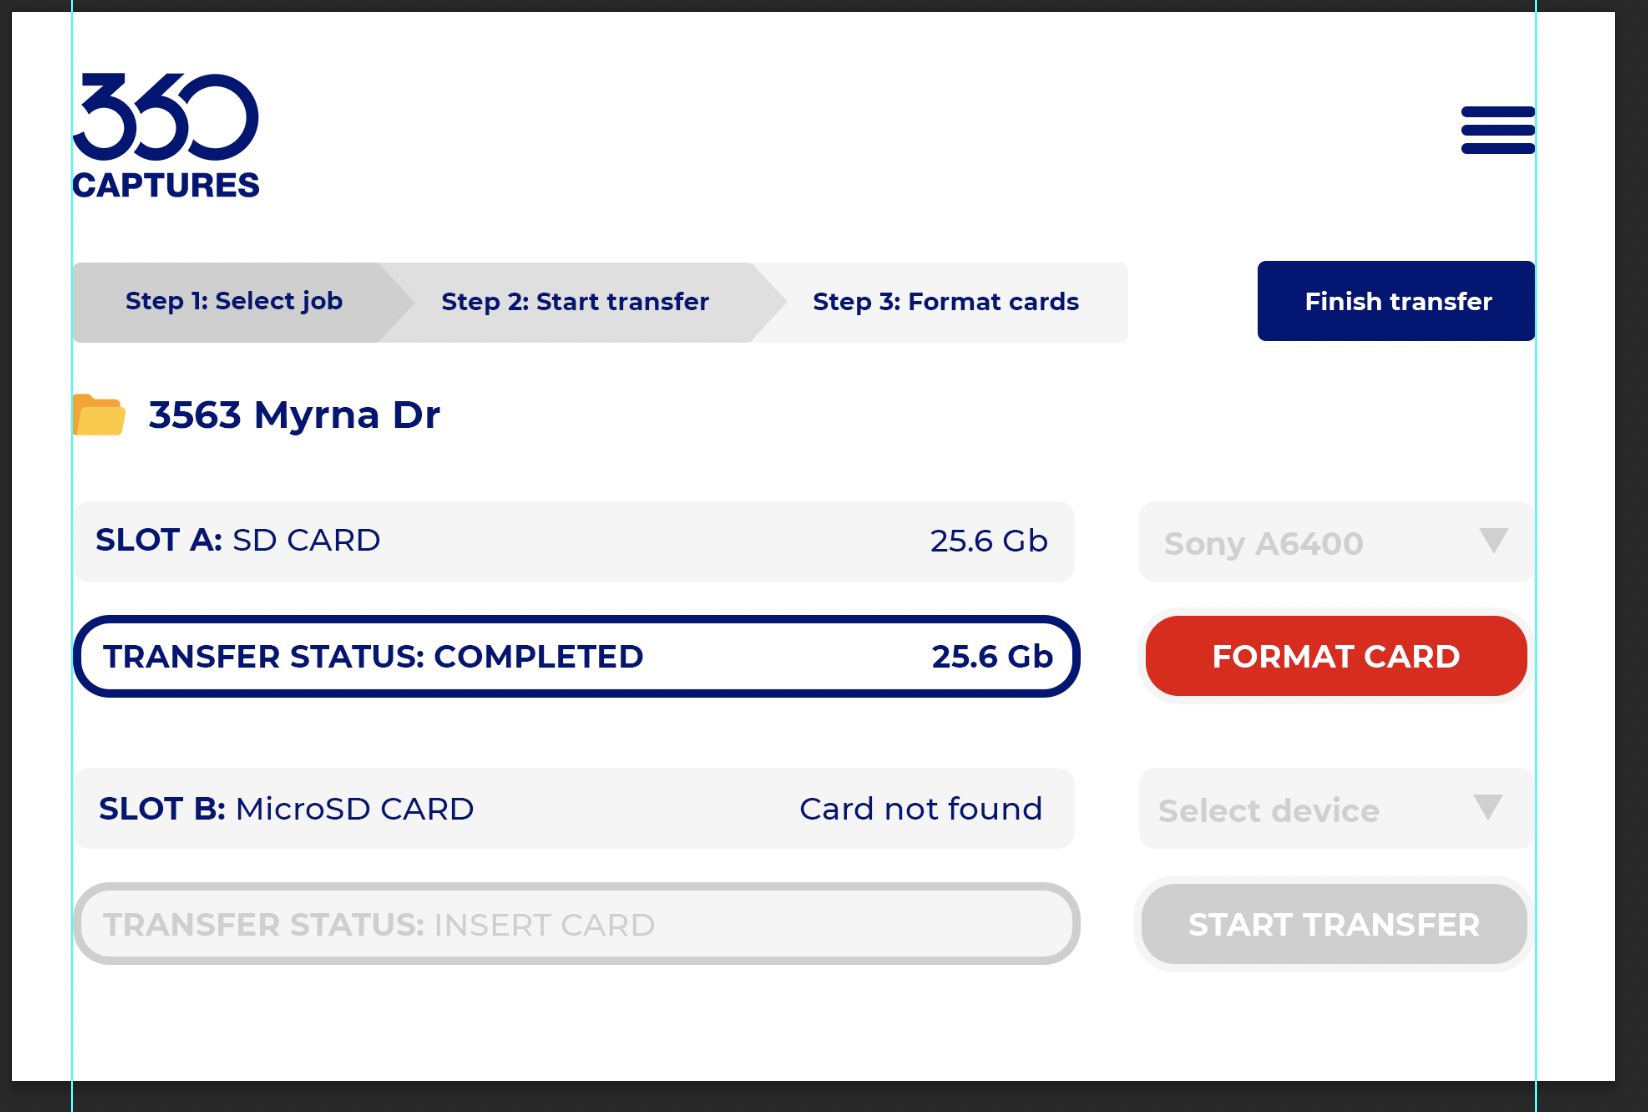 360
CAPTURES
Step 1: Select job
Step 2: Start transfer
Step 3: Format cards
Finish transfer
3563 Myrna Dr
SLOT A: SD CARD
25.6 Gb
Sony A6400
TRANSFER STATUS: COMPLETED
25.6 Gb
FORMAT CARD
SLOT B: MicroSD CARD
Card not found
Select device
TRANSFER STATUS: INSERT CARD
START TRANSFER